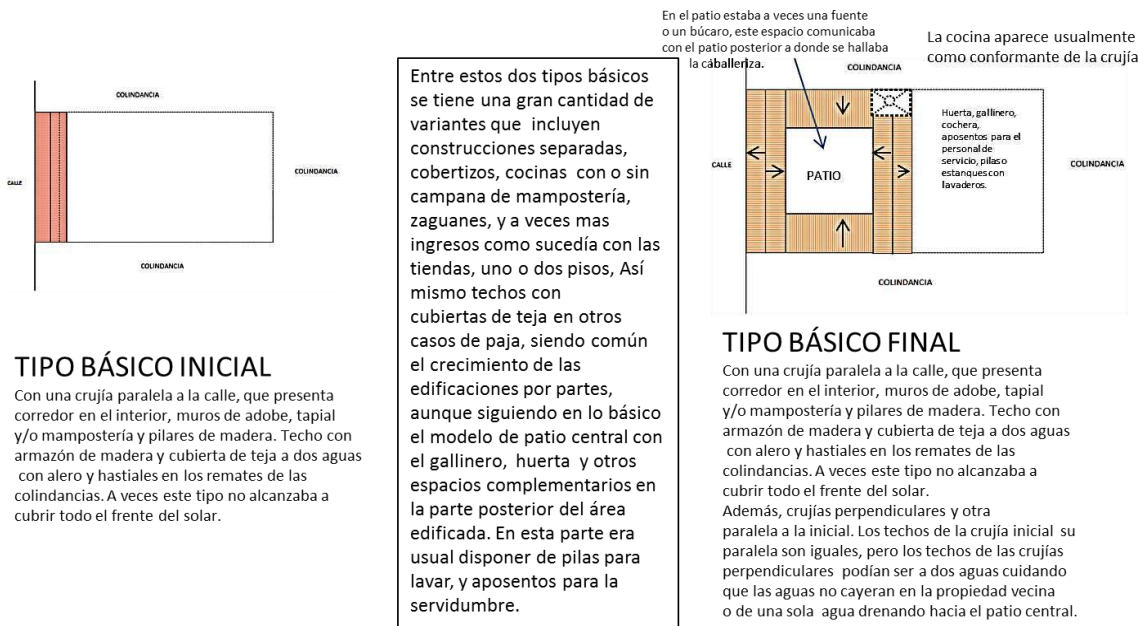 COLINDANCIA
CALLE
COLINDANCIA
COLINDANCIA
TIPO BÁSICO INICIAL
Con una crujía paralela a la calle, que presenta
corredor en el interior, muros de adobe, tapial
y/o mampostería y pilares de madera. Techo con
armazón de madera y cubierta de teja a dos aguas
con alero y hastiales en los remates de las
colindancias. A veces este tipo no alcanzaba a
cubrir todo el frente del solar.
Entre estos dos tipos básicos
se tiene una gran cantidad de
variantes que incluyen
construcciones separadas,
cobertizos, cocinas con o sin
campana de mampostería,
zaguanes, y a veces mas
ingresos como sucedía con las
tiendas, uno o dos pisos, Así
mismo techos con
cubiertas de teja en otros
casos de paja, siendo común
el crecimiento de las
edificaciones por partes,
aunque siguiendo en lo básico
el modelo de patio central con
el gallinero, huerta y otros
espacios complementarios en
la parte posterior del área
edificada. En esta parte era
usual disponer de pilas para
lavar, y aposentos para la
servidumbre.
En el patio estaba a veces una fuente
o un búcaro, este espacio comunicaba
con el patio posterior a donde se hallaba
la caballeriza.
La cocina aparece usualmente
como conformante de la crujía
COLINDANCIA
CALLE
PATIO
Huerta, gallinero,
cochera,
aposentos para el
personal de
servicio, pilas o
estanques con
lavaderos.
COLINDANCIA
COLINDANCIA
TIPO BÁSICO FINAL
Con una crujía paralela a la calle, que presenta
corredor en el interior, muros de adobe, tapial
y/o mampostería y pilares de madera. Techo con
armazón de madera y cubierta de teja a dos aguas
con alero y hastiales en los remates de las
colindancias. A veces este tipo no alcanzaba a
cubrir todo el frente del solar.
Además, crujías perpendiculares y otra
paralela a la inicial. Los techos de la crujía inicial su
paralela son iguales, pero los techos de las crujías
perpendiculares podían ser a dos aguas cuidando
que las aguas no cayeran en la propiedad vecina
o de una sola agua drenando hacia el patio central.